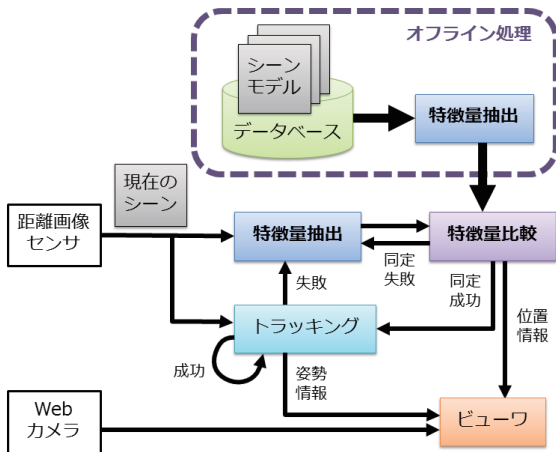 オフライン処理
シーン
モデル
データベース
特徴量抽出
現在の
シーン
距離画像
センサ
特徴量抽出
特徴量比較
同定
失敗
失敗
同定
成功
位置
情報
トラッキング
成功
姿勢
情報
Web
カメラ
ビューワ